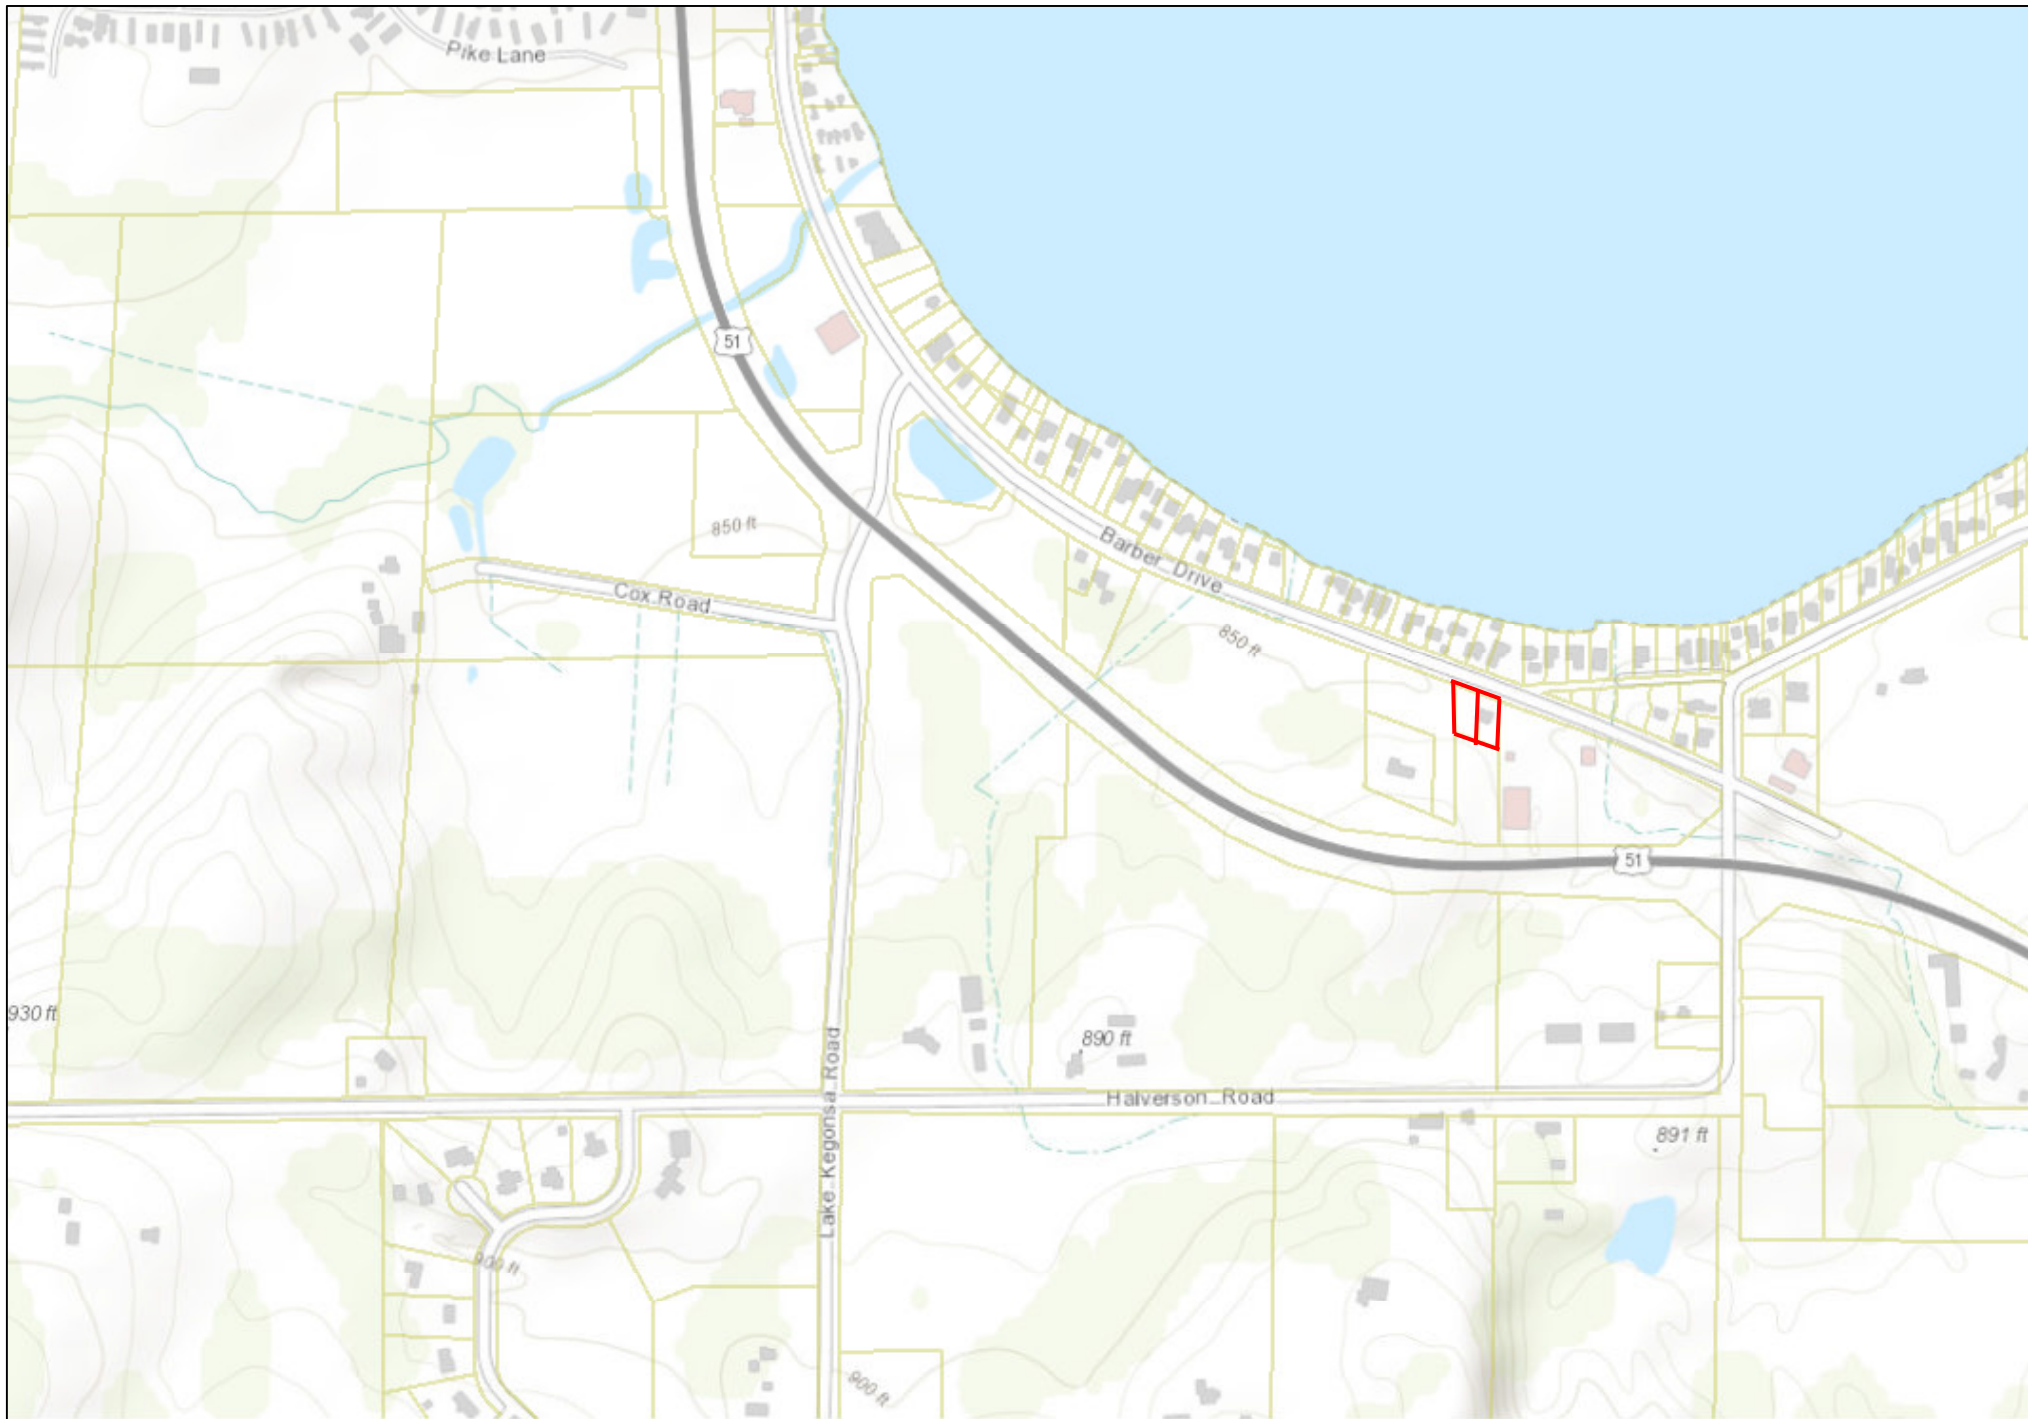 Pike Lane
51
850 ft
Barber Drive
Cox Road
850 ft
51
930 ft
890 ft
Lake Kegonsa Road
Halverson Road
891 ft
900 ft
900 ft